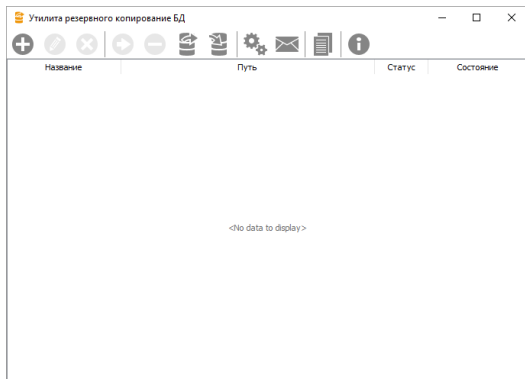 Утилита резервного копирование БД
Название Путь Статус Состояние
<No data to display>